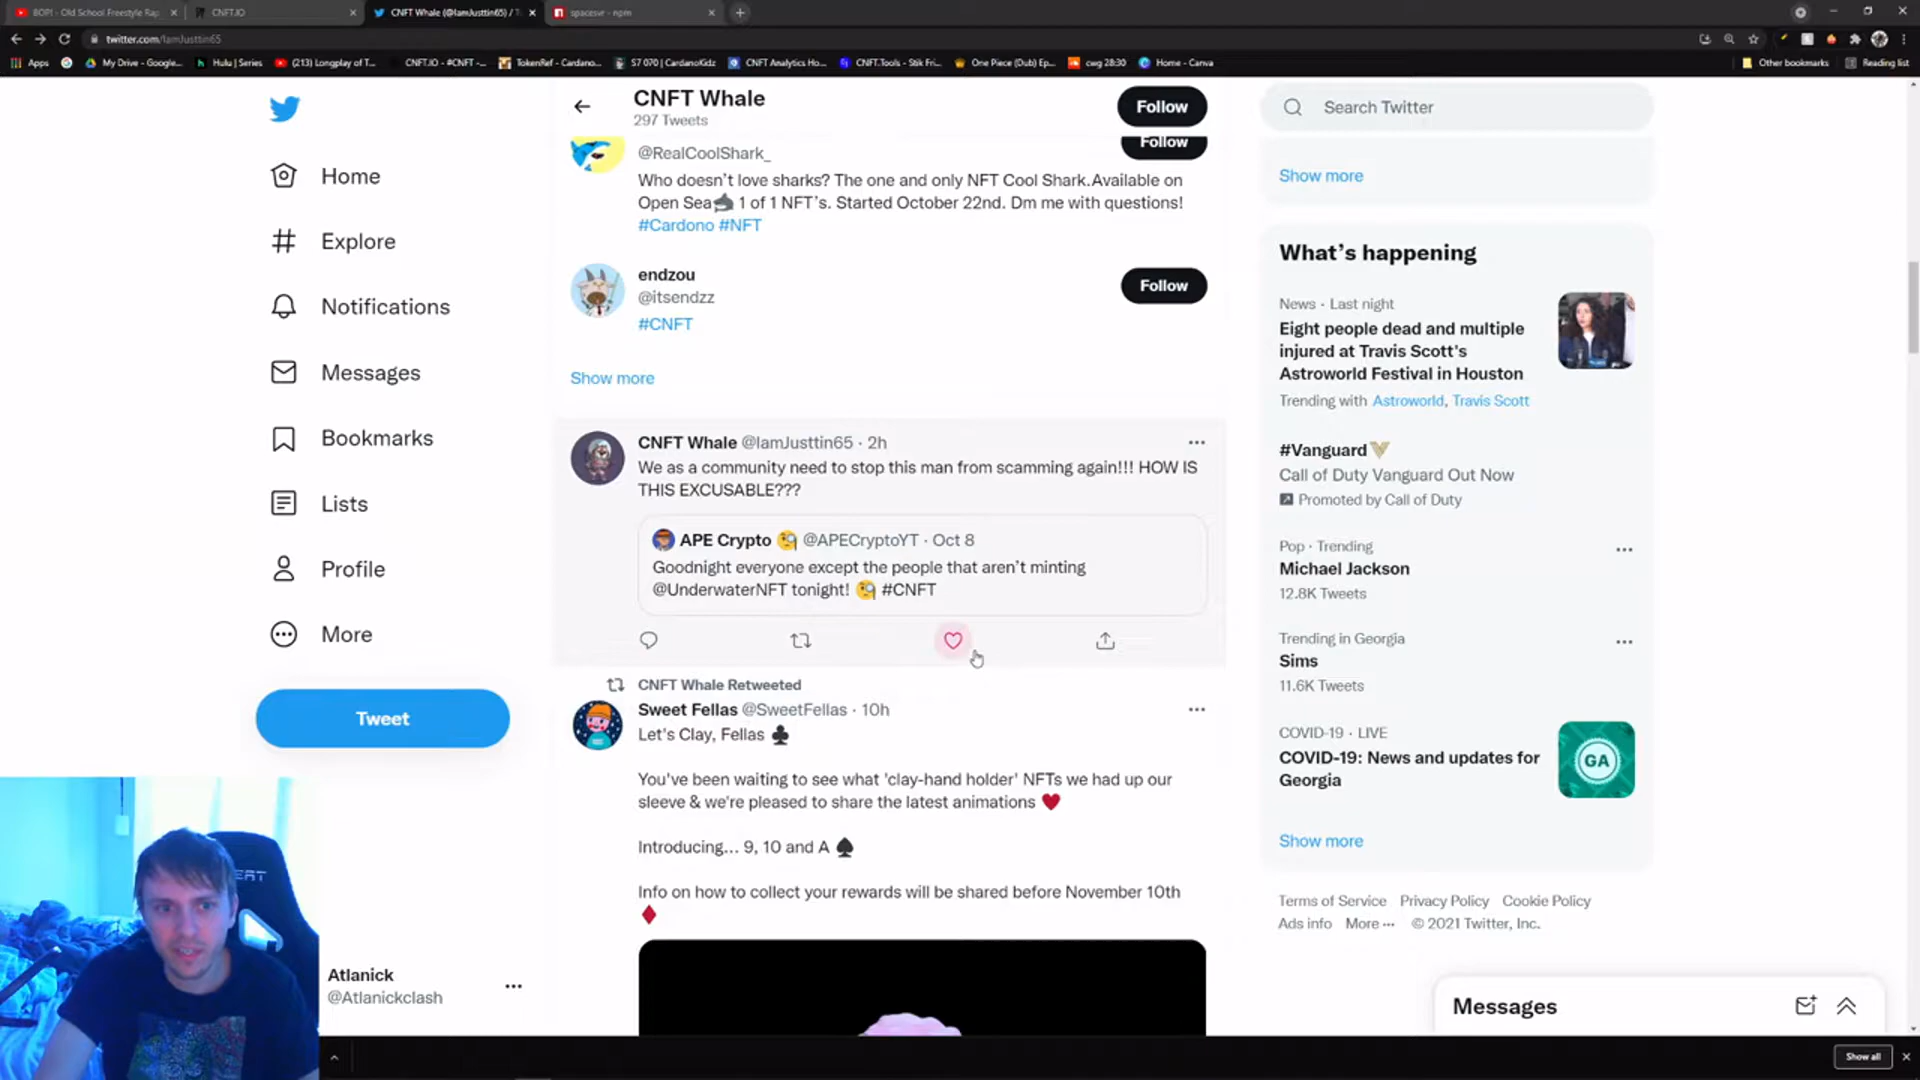 BOP! - Old School Freestyle Rap
CNFT.IO
CNFT Whale (@IamJusttin65) / T
spacesvr - npm
twitter.com/IamJusttin65
Apps
My Drive - Google...
Hulu | Series
(213) Longplay of T...
CNFT.IO - #CNFT -...
TokenRef - Cardano...
S7 070 | CardanoKidz
CNFT Analytics Ho...
CNFT.Tools - Stik Fri...
One Piece (Dub) Ep...
cwg 28:30
Home - Canva
Other bookmarks
Reading list
Home
Explore
Notifications
Messages
Bookmarks
Lists
Profile
More
Tweet
Atlanick
@Atlanickclash
CNFT Whale
297 Tweets
Follow
@RealCoolShark_
Follow
Who doesn't love sharks? The one and only NFT Cool Shark.Available on
Open Sea🦈 1 of 1 NFT's. Started October 22nd. Dm me with questions!
#Cardono #NFT
endzou
@itsendzz
Follow
#CNFT
Show more
CNFT Whale @IamJusttin65 · 2h
We as a community need to stop this man from scamming again!!! HOW IS
THIS EXCUSABLE???
APE Crypto 🧐 @APECryptoYT · Oct 8
Goodnight everyone except the people that aren't minting
@UnderwaterNFT tonight! 🧐 #CNFT
CNFT Whale Retweeted
Sweet Fellas @SweetFellas · 10h
Let's Clay, Fellas ♣
You've been waiting to see what 'clay-hand holder' NFTs we had up our
sleeve & we're pleased to share the latest animations ♥
Introducing... 9, 10 and A ♠
Info on how to collect your rewards will be shared before November 10th
♦
Search Twitter
Show more
What's happening
News · Last night
Eight people dead and multiple
injured at Travis Scott's
Astroworld Festival in Houston
Trending with Astroworld, Travis Scott
#Vanguard
Call of Duty Vanguard Out Now
Promoted by Call of Duty
Pop · Trending
Michael Jackson
12.8K Tweets
Trending in Georgia
Sims
11.6K Tweets
COVID-19 · LIVE
COVID-19: News and updates for
Georgia
GA
Show more
Terms of Service Privacy Policy Cookie Policy
Ads info More ··· © 2021 Twitter, Inc.
Messages
Show all